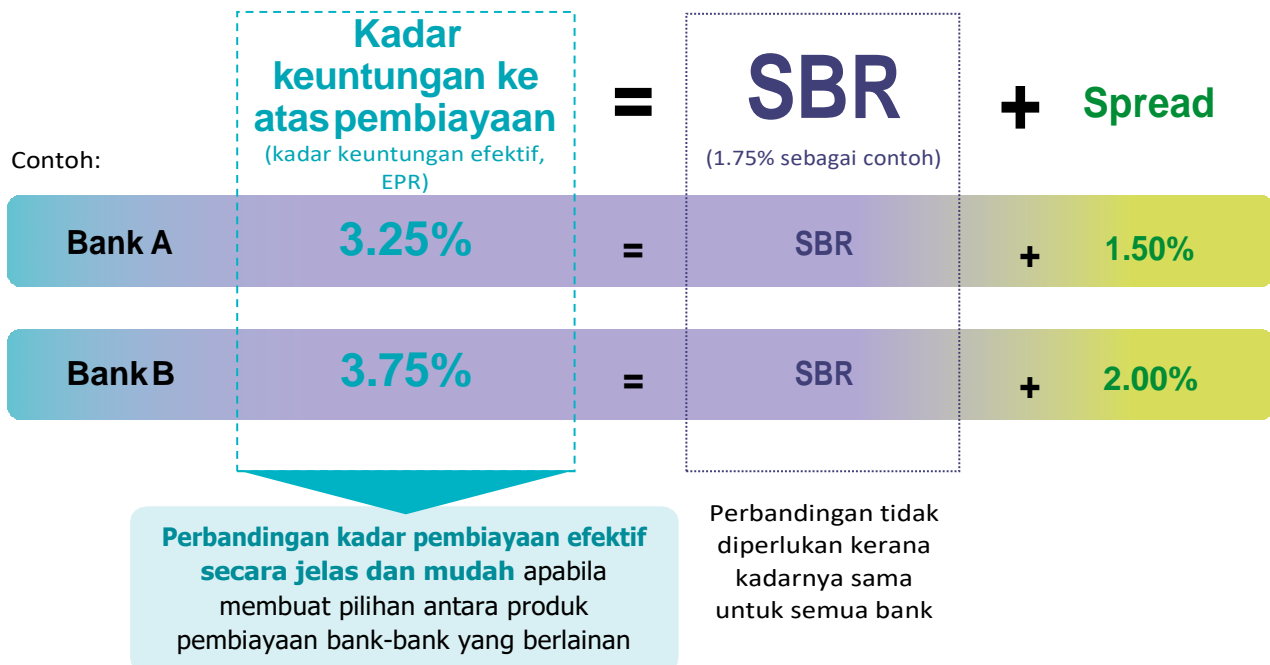 Kadar
keuntungan ke
atas pembiayaan
(kadar keuntungan efektif,
EPR)
=
SBR
(1.75% sebagai contoh)
+
Spread
Contoh:
Bank A 3.25% = SBR + 1.50%
Bank B 3.75% = SBR + 2.00%
Perbandingan kadar pembiayaan efektif
secara jelas dan mudah apabila
membuat pilihan antara produk
pembiayaan bank-bank yang berlainan
Perbandingan tidak
diperlukan kerana
kadarnya sama
untuk semua bank